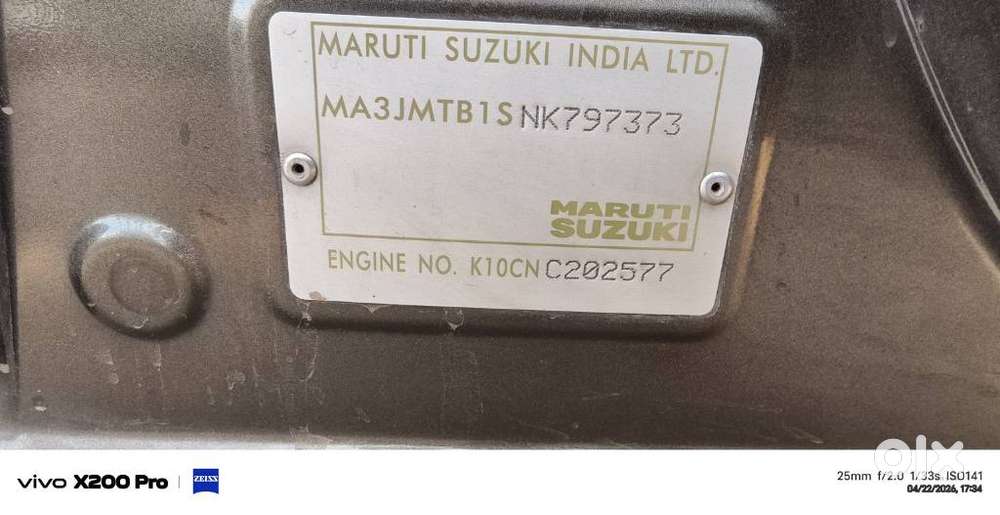 MARUTI SUZUKI INDIA LTD.
MA3JMTB1SNK797373
MARUTI
SUZUKI
ENGINE NO. K10CNC202577
vivo X200 Pro | ZEISS
25mm f/2.0 1/33s ISO141
04/22/2026, 17:34
olx